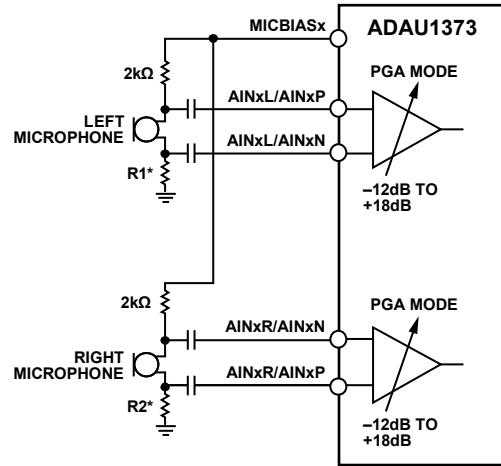 MICBIASx
ADAU1373
2kΩ
PGA MODE
AINxL/AINxP
LEFT
MICROPHONE
AINxL/AINxN
R1*
–12dB TO
+18dB
2kΩ
PGA MODE
AINxR/AINxN
RIGHT
MICROPHONE
AINxR/AINxP
R2*
–12dB TO
+18dB